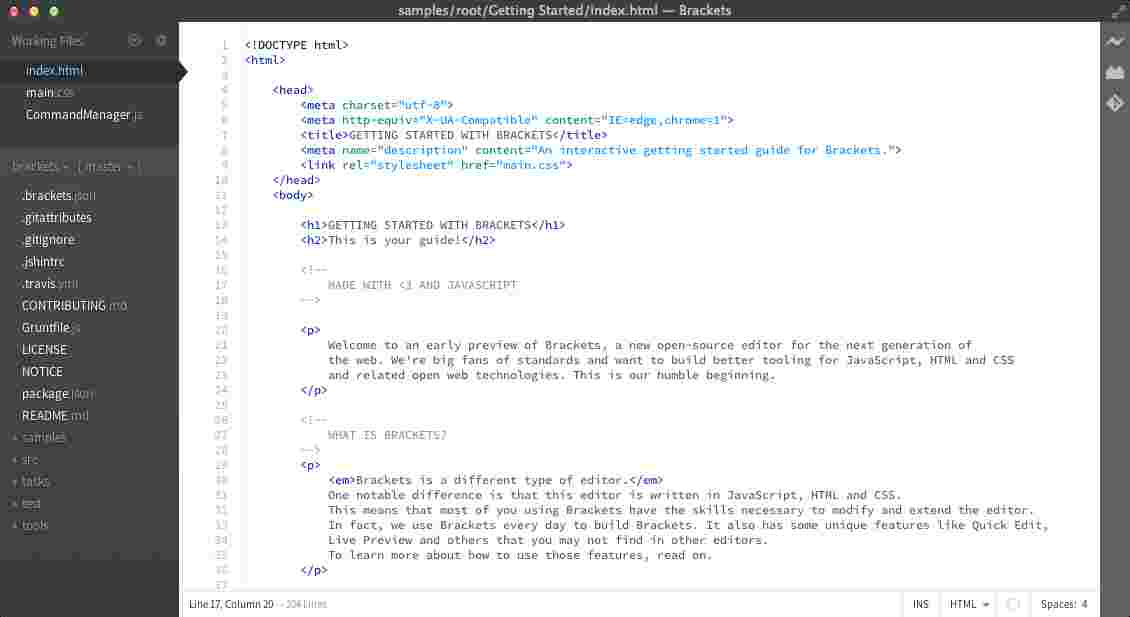 samples/root/Getting Started/index.html — Brackets
Working Files
index.html
main.css
CommandManager.js
brackets [ master ]
.brackets.json
.gitattributes
.gitignore
.jshintrc
.travis.yml
CONTRIBUTING.md
Gruntfile.js
LICENSE
NOTICE
package.json
README.md
samples
src
tasks
test
tools
1 <!DOCTYPE html>
2 <html>
3
4 <head>
5 <meta charset="utf-8">
6 <meta http-equiv="X-UA-Compatible" content="IE=edge,chrome=1">
7 <title>GETTING STARTED WITH BRACKETS</title>
8 <meta name="description" content="An interactive getting started guide for Brackets.">
9 <link rel="stylesheet" href="main.css">
10 </head>
11 <body>
12
13 <h1>GETTING STARTED WITH BRACKETS</h1>
14 <h2>This is your guide!</h2>
15
16 <!--
17 MADE WITH <3 AND JAVASCRIPT
18 -->
19
20 <p>
21 Welcome to an early preview of Brackets, a new open-source editor for the next generation of
22 the web. We're big fans of standards and want to build better tooling for JavaScript, HTML and CSS
23 and related open web technologies. This is our humble beginning.
24 </p>
25
26 <!--
27 WHAT IS BRACKETS?
28 -->
29 <p>
30 <em>Brackets is a different type of editor.</em>
31 One notable difference is that this editor is written in JavaScript, HTML and CSS.
32 This means that most of you using Brackets have the skills necessary to modify and extend the editor.
33 In fact, we use Brackets every day to build Brackets. It also has some unique features like Quick Edit,
34 Live Preview and others that you may not find in other editors.
35 To learn more about how to use those features, read on.
36 </p>
37
Line 17, Column 29 — 204 Lines
INS HTML Spaces: 4